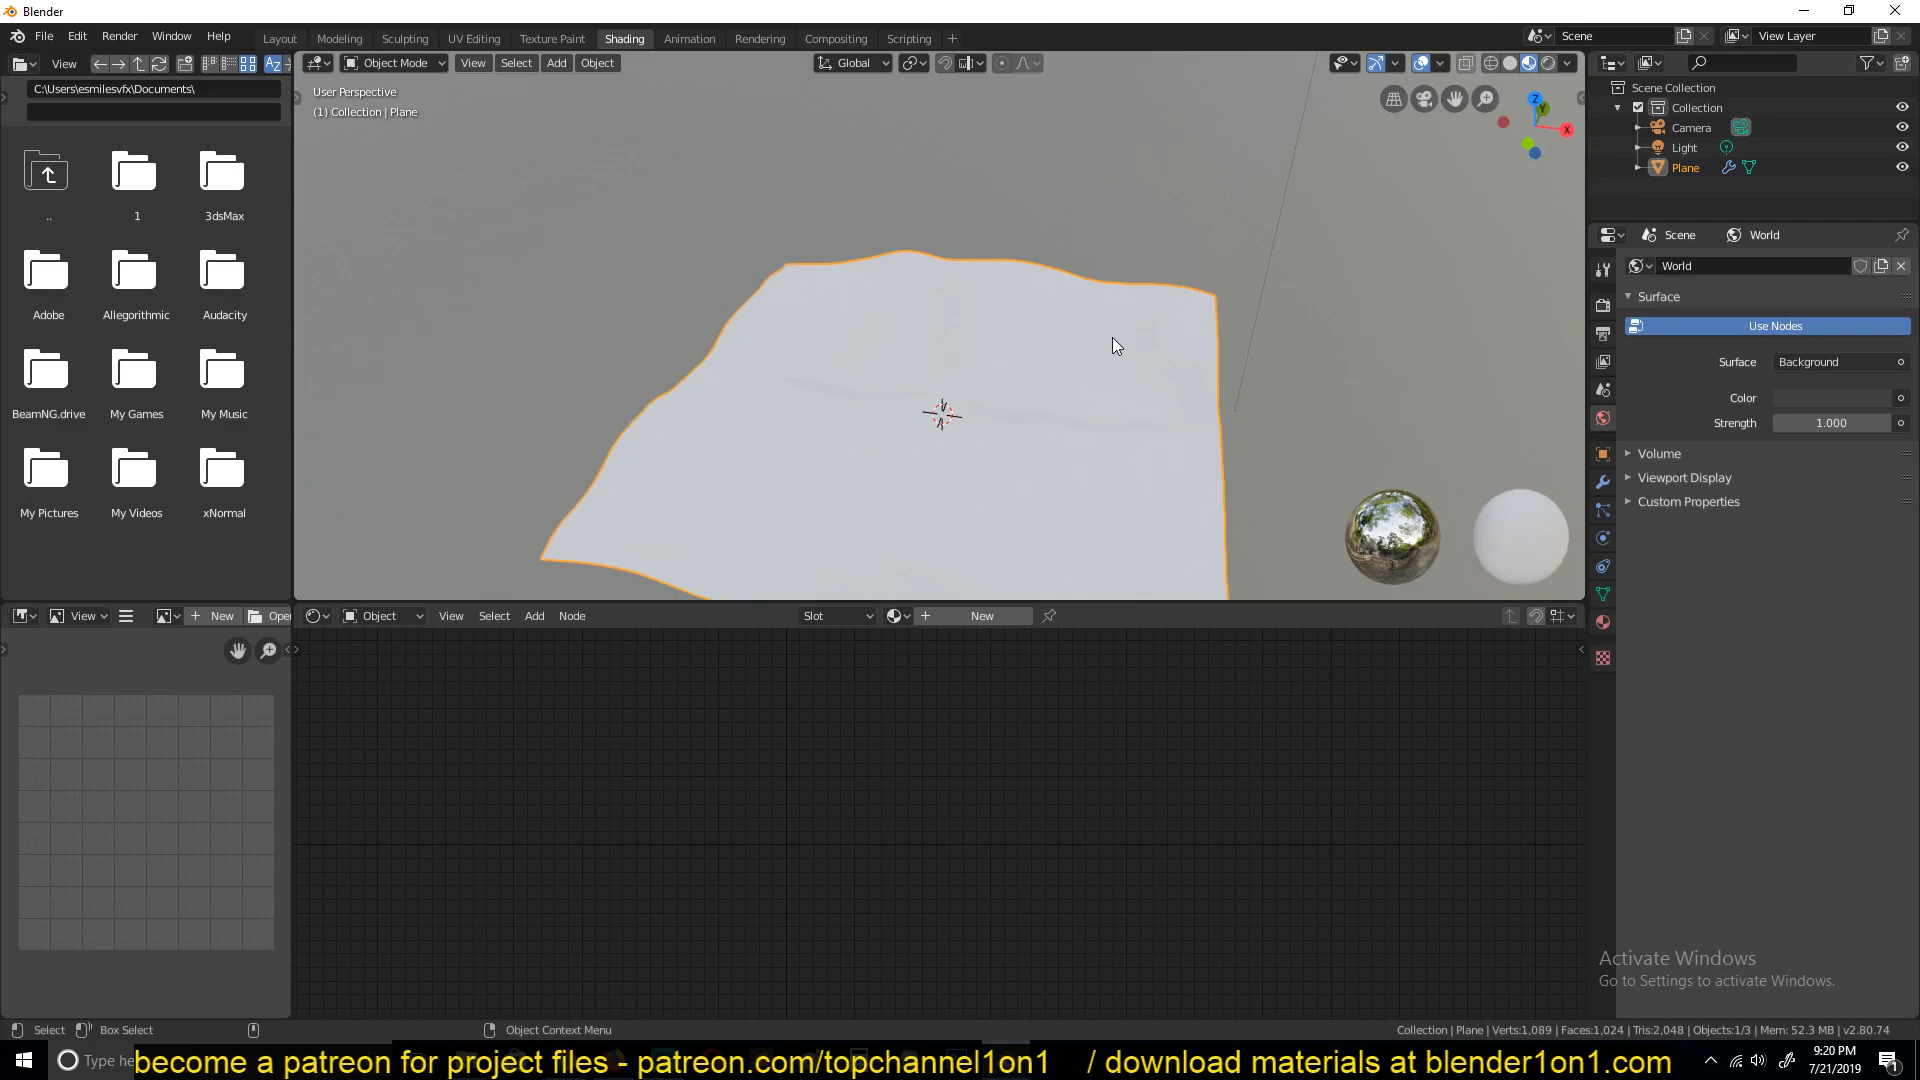 Blender
File Edit Render Window Help
Layout Modeling Sculpting UV Editing Texture Paint Shading Animation Rendering Compositing Scripting
Scene
View Layer
View
Object Mode View Select Add Object
Global
C:\Users\esmilesvfx\Documents\
User Perspective
(1) Collection | Plane
Z
Y
X
..
1
3dsMax
Adobe
Allegorithmic
Audacity
BeamNG.drive
My Games
My Music
My Pictures
My Videos
xNormal
Scene Collection
Collection
Camera
Light
Plane
Scene World
World
Surface
Use Nodes
Surface Background
Color
Strength 1.000
Volume
Viewport Display
Custom Properties
View New Open
Object View Select Add Node
Slot
New
Activate Windows
Go to Settings to activate Windows.
Select Box Select
Object Context Menu
Collection | Plane | Verts:1,089 | Faces:1,024 | Tris:2,048 | Objects:1/3 | Mem: 52.3 MB | v2.80.74
Type he
become a patreon for project files - patreon.com/topchannel1on1 / download materials at blender1on1.com
9:20 PM
7/21/2019
1